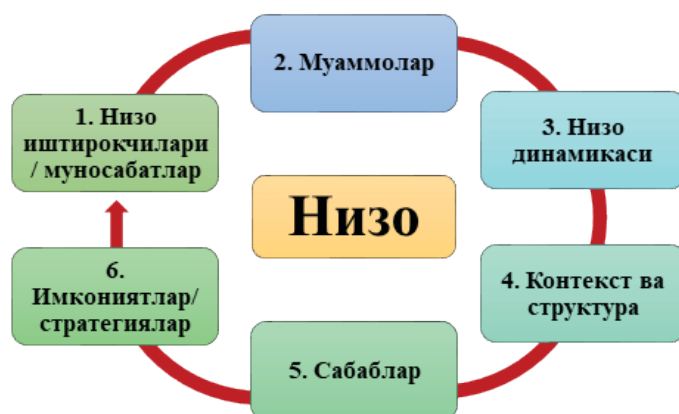 2. Муаммолар
1. Низо
иштирокчилари
/ муносабатлар
3. Низо
динамикаси
Низо
6.
Имкониятлар/
стратегиялар
4. Контекст ва
структура
5. Сабаблар